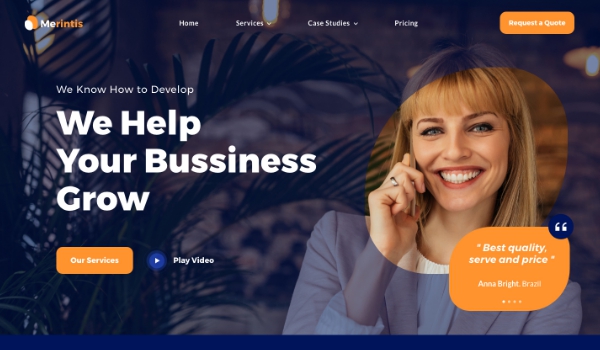 Merintis
Home
Services
Case Studies
Pricing
Request a Quote
We Know How to Develop
We Help
Your Bussiness
Grow
Our Services
Play Video
“
" Best quality,
serve and price "
Anna Bright. Brazil